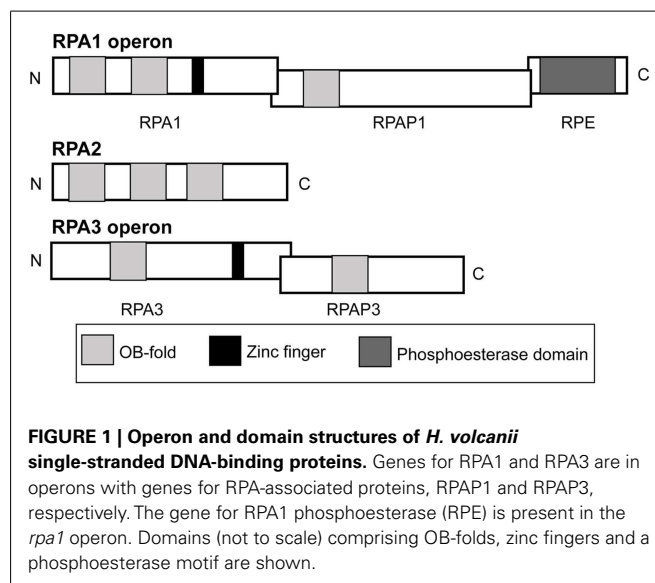 RPA1 operon
N
C
RPA1
RPAP1
RPE
RPA2
N
C
RPA3 operon
N
C
RPA3
RPAP3
OB-fold
Zinc finger
Phosphoesterase domain
FIGURE 1 | Operon and domain structures of H. volcanii
single-stranded DNA-binding proteins. Genes for RPA1 and RPA3 are in
operons with genes for RPA-associated proteins, RPAP1 and RPAP3,
respectively. The gene for RPA1 phosphoesterase (RPE) is present in the
rpa1 operon. Domains (not to scale) comprising OB-folds, zinc fingers and a
phosphoesterase motif are shown.